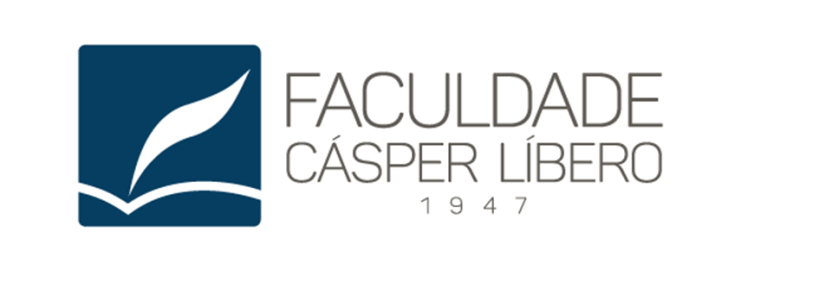 FACULDADE
CÁSPER LÍBERO
1947